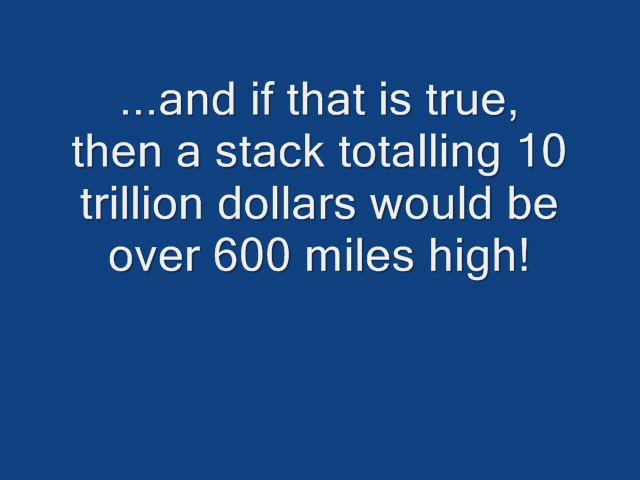 ...and if that is true,
then a stack totalling 10
trillion dollars would be
over 600 miles high!